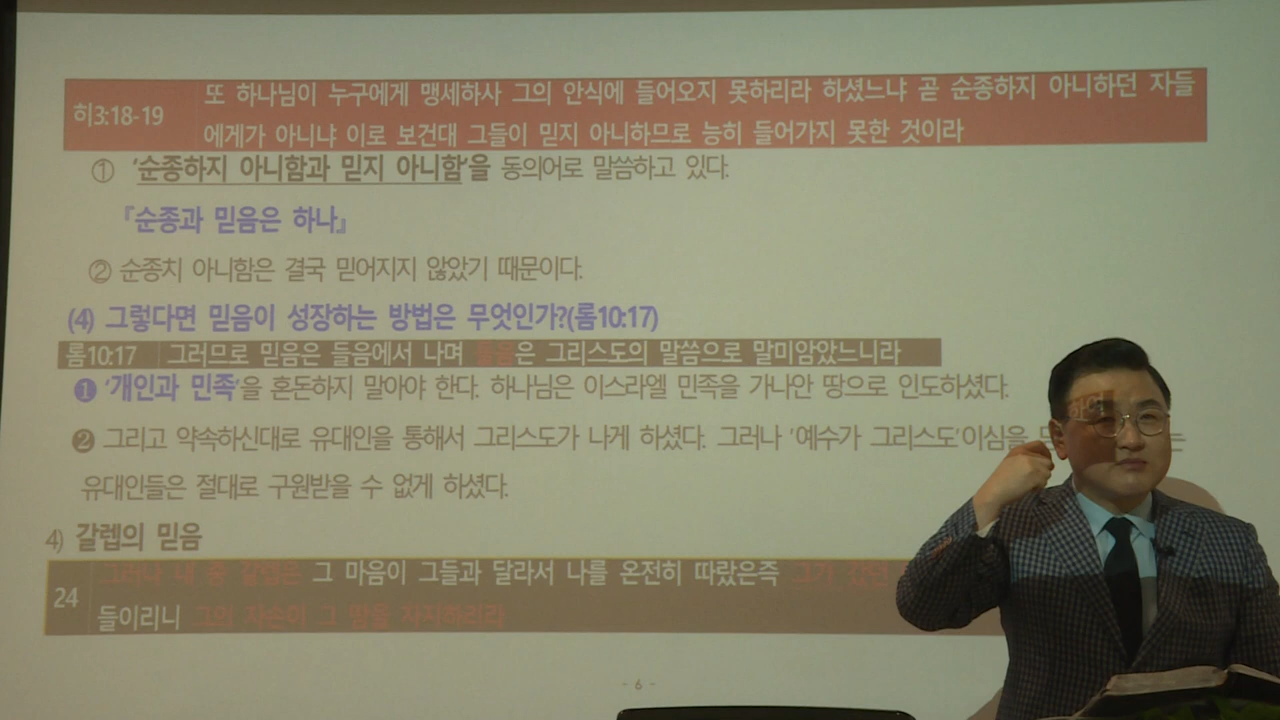 히3:18-19 또 하나님이 누구에게 맹세하사 그의 안식에 들어오지 못하리라 하셨느냐 곧 순종하지 아니하던 자들
에게가 아니냐 이로 보건대 그들이 믿지 아니하므로 능히 들어가지 못한 것이라
① ‘순종하지 아니함과 믿지 아니함’을 동의어로 말씀하고 있다.
『순종과 믿음은 하나』
② 순종치 아니함은 결국 믿어지지 않았기 때문이다.
(4) 그렇다면 믿음이 성장하는 방법은 무엇인가?(롬10:17)
롬10:17 그러므로 믿음은 들음에서 나며 들음은 그리스도의 말씀으로 말미암았느니라
❶ ‘개인과 민족’을 혼돈하지 말아야 한다. 하나님은 이스라엘 민족을 가나안 땅으로 인도하셨다.
❷ 그리고 약속하신대로 유대인을 통해서 그리스도가 나게 하셨다. 그러나 ‘예수가 그리스도’이심을
유대인들은 절대로 구원받을 수 없게 하셨다.
4) 갈렙의 믿음
24 그러나 내 종 갈렙은 그 마음이 그들과 달라서 나를 온전히 따랐은즉 그가 갔던
들이리니 그의 자손이 그 땅을 차지하리라
- 6 -